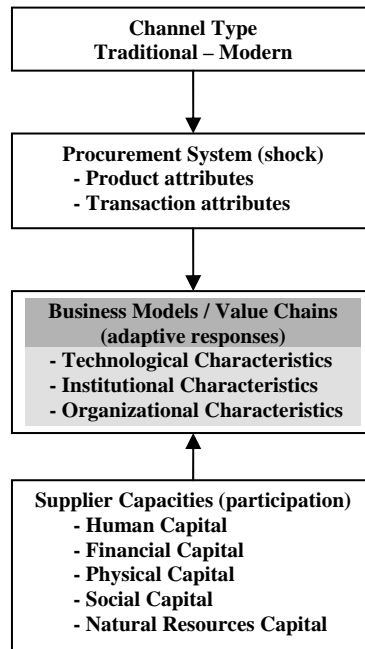 Channel Type
Traditional – Modern
Procurement System (shock)
- Product attributes
- Transaction attributes
Business Models / Value Chains
(adaptive responses)
- Technological Characteristics
- Institutional Characteristics
- Organizational Characteristics
Supplier Capacities (participation)
- Human Capital
- Financial Capital
- Physical Capital
- Social Capital
- Natural Resources Capital